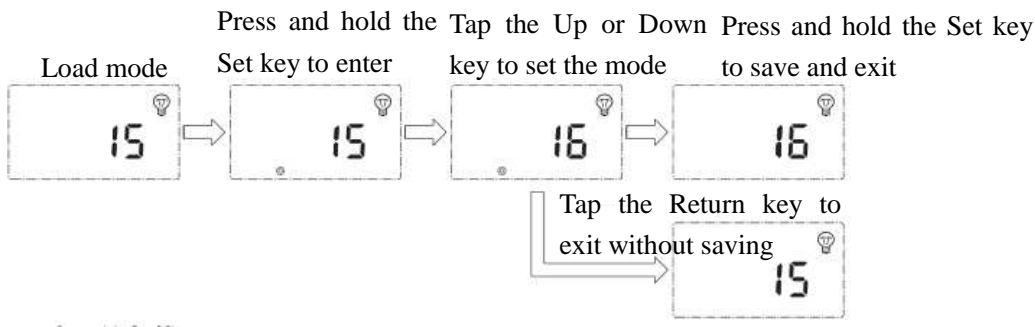 Load mode
Press and hold the
Set key to enter
Tap the Up or Down
key to set the mode
Press and hold the Set key
to save and exit
15
15
16
16
Tap the Return key to
exit without saving
15